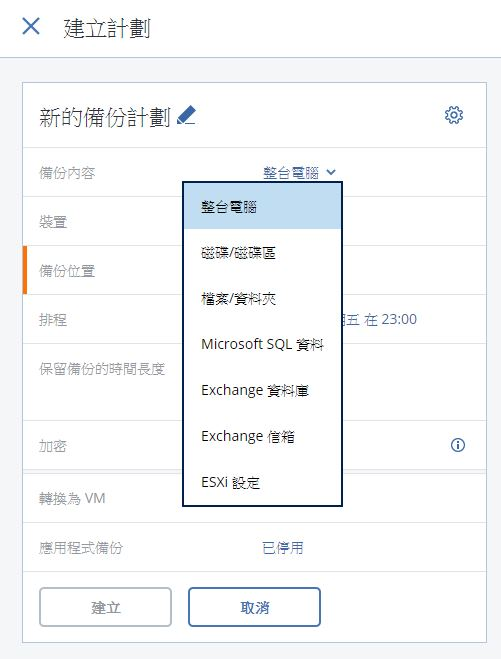 建立計劃
新的備份計劃
備份內容 整台電腦
整台電腦
裝置
磁碟/磁碟區
備份位置
檔案/資料夾
排程 五 在 23:00
Microsoft SQL 資料
保留備份的時間長度
Exchange 資料庫
Exchange 信箱
加密
ESXi 設定
轉換為 VM
應用程式備份 已停用
建立 取消